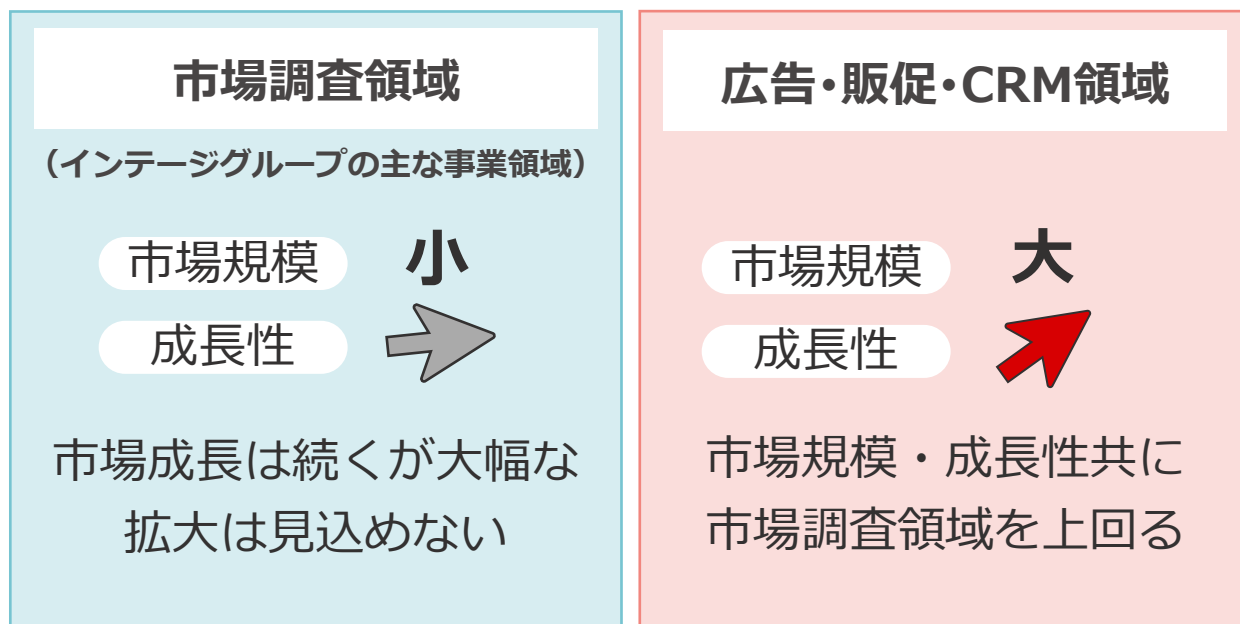 市場調査領域
（インテージグループの主な事業領域）
市場規模
小
成長性
市場成長は続くが大幅な
拡大は見込めない
広告・販促・CRM領域
市場規模
大
成長性
市場規模・成長性共に
市場調査領域を上回る